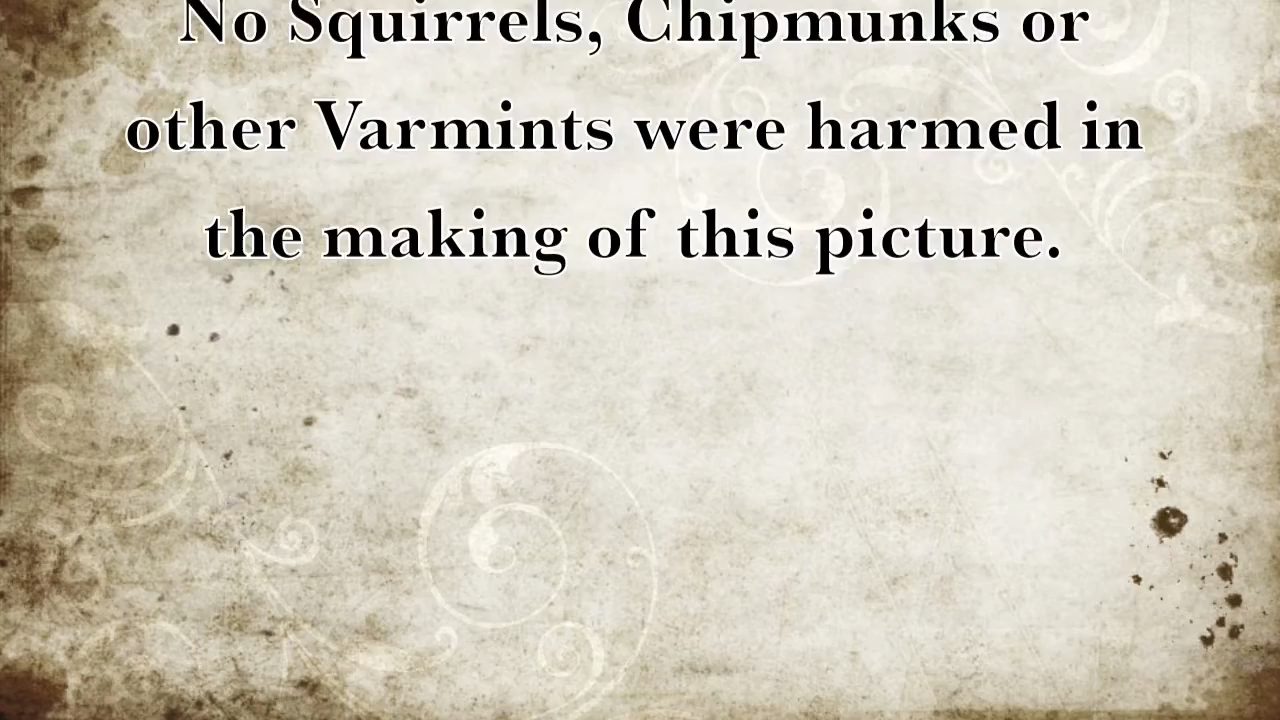 No Squirrels, Chipmunks or
other Varmints were harmed in
the making of this picture.